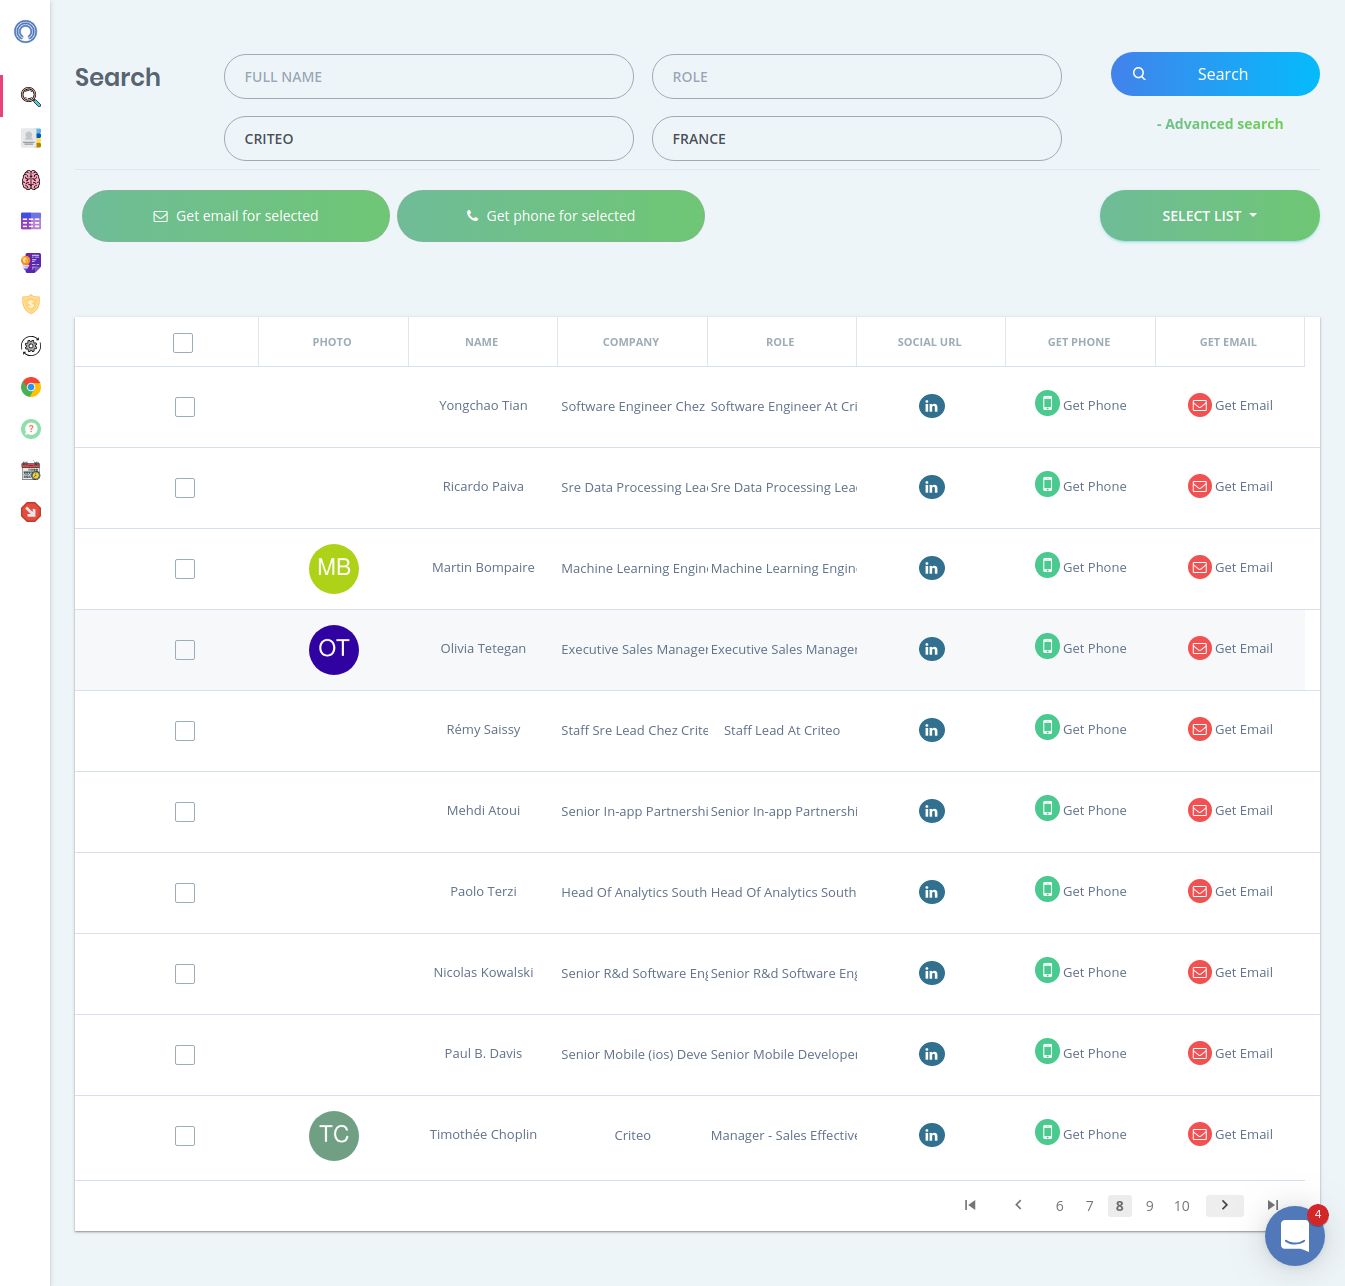 Search
FULL NAME
ROLE
Search
CRITEO
FRANCE
- Advanced search
Get email for selected
Get phone for selected
SELECT LIST
PHOTO NAME COMPANY ROLE SOCIAL URL GET PHONE GET EMAIL
Yongchao Tian Software Engineer Chez Software Engineer At Cri in Get Phone Get Email
Ricardo Paiva Sre Data Processing Lea Sre Data Processing Lea in Get Phone Get Email
MB Martin Bompaire Machine Learning Engin Machine Learning Engin in Get Phone Get Email
OT Olivia Tetegan Executive Sales Manager Executive Sales Manager in Get Phone Get Email
Rémy Saissy Staff Sre Lead Chez Crite Staff Lead At Criteo in Get Phone Get Email
Mehdi Atoui Senior In-app Partnershi Senior In-app Partnershi in Get Phone Get Email
Paolo Terzi Head Of Analytics South Head Of Analytics South in Get Phone Get Email
Nicolas Kowalski Senior R&d Software Eng Senior R&d Software Eng in Get Phone Get Email
Paul B. Davis Senior Mobile (ios) Deve Senior Mobile Developer in Get Phone Get Email
TC Timothée Choplin Criteo Manager - Sales Effective in Get Phone Get Email
6 7 8 9 10
4